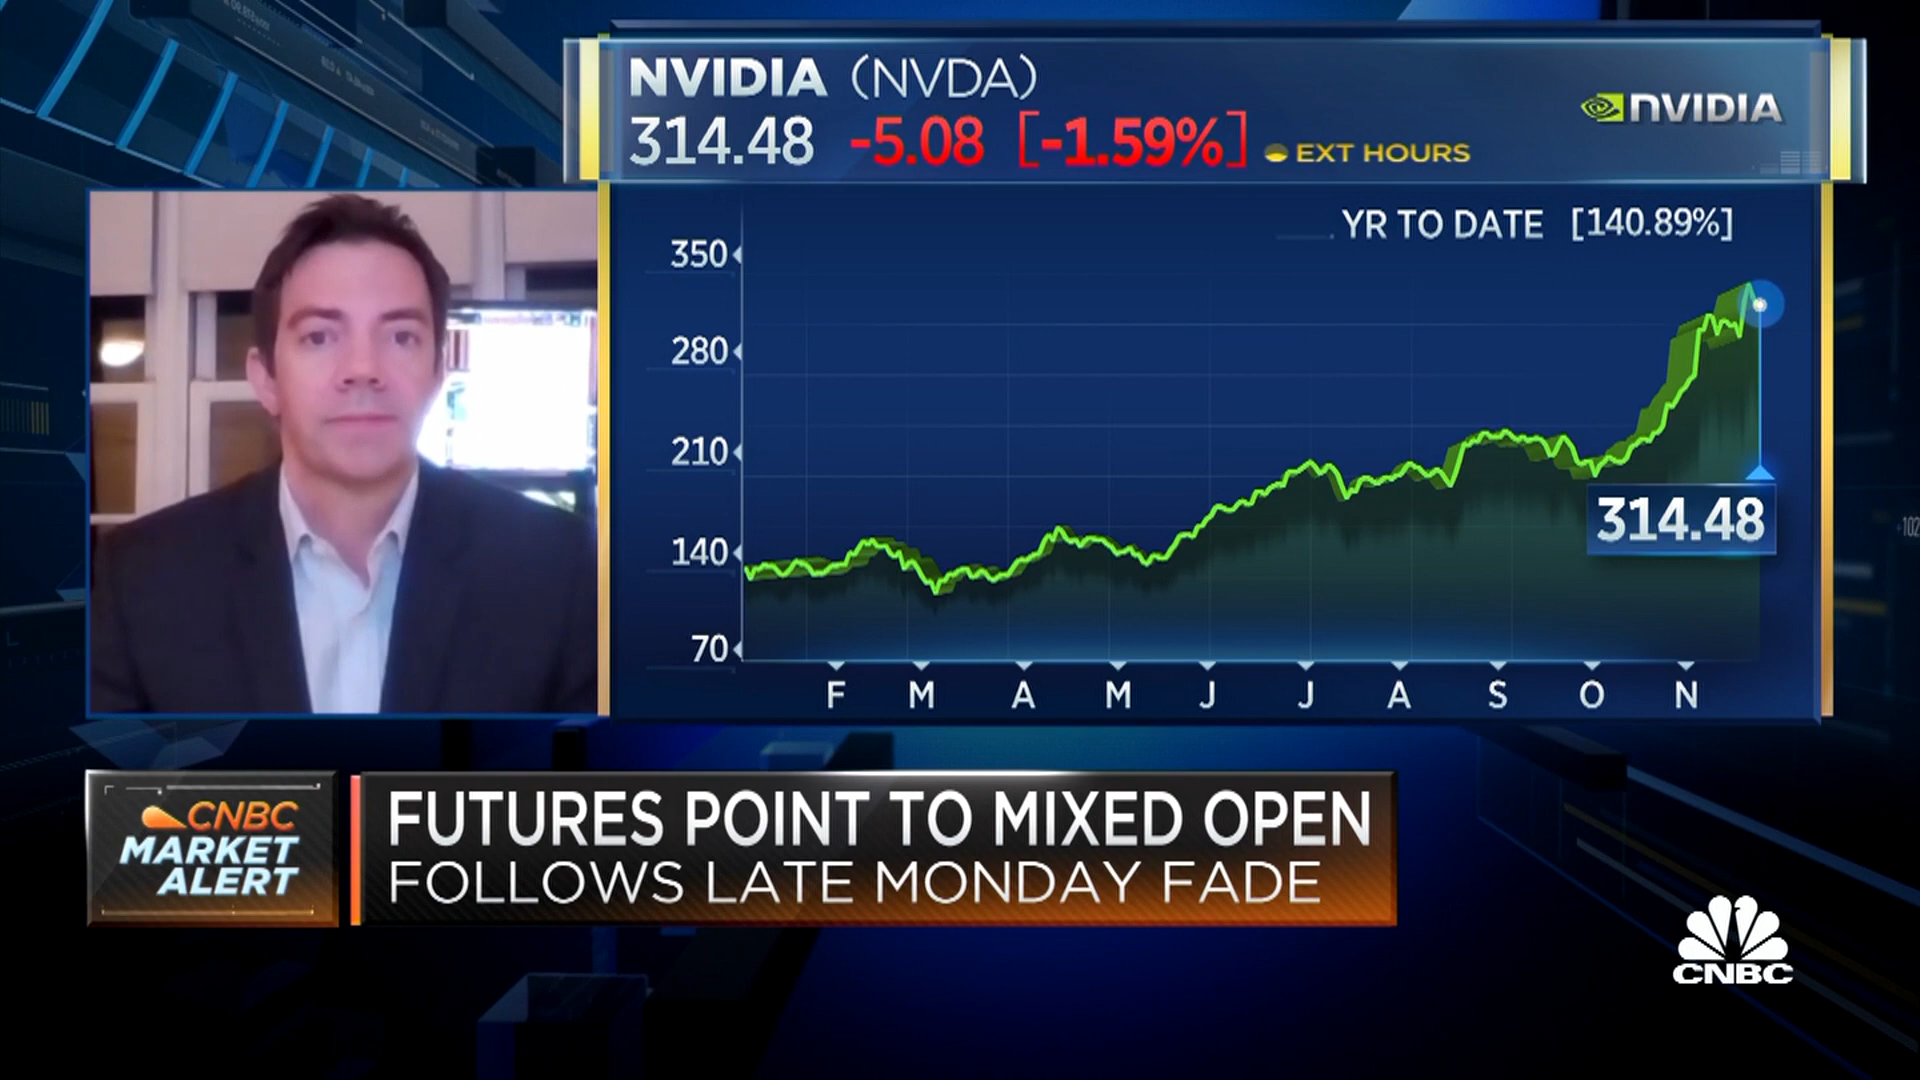 NVIDIA (NVDA)
314.48 -5.08 [-1.59%] EXT HOURS
NVIDIA
YR TO DATE [140.89%]
350
280
210
140
70
314.48
F M A M J J A S O N
CNBC
MARKET
ALERT
FUTURES POINT TO MIXED OPEN
FOLLOWS LATE MONDAY FADE
CNBC